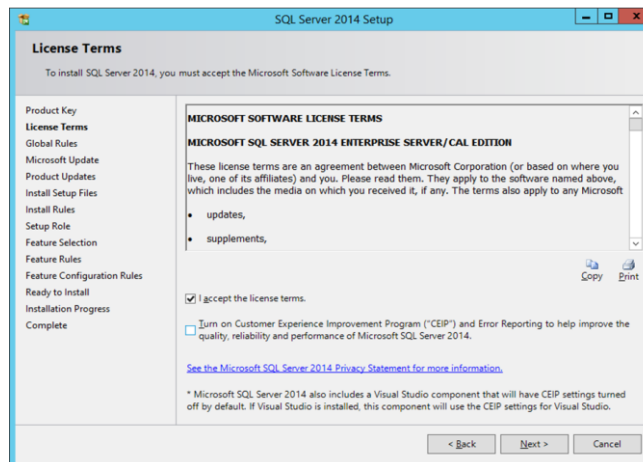 SQL Server 2014 Setup
License Terms
To install SQL Server 2014, you must accept the Microsoft Software License Terms.
Product Key
License Terms
Global Rules
Microsoft Update
Product Updates
Install Setup Files
Install Rules
Setup Role
Feature Selection
Feature Rules
Feature Configuration Rules
Ready to Install
Installation Progress
Complete
MICROSOFT SOFTWARE LICENSE TERMS
MICROSOFT SQL SERVER 2014 ENTERPRISE SERVER/CAL EDITION
These license terms are an agreement between Microsoft Corporation (or based on where you
live, one of its affiliates) and you. Please read them. They apply to the software named above,
which includes the media on which you received it, if any. The terms also apply to any Microsoft
• updates,
• supplements,
Copy Print
I accept the license terms.
Turn on Customer Experience Improvement Program ("CEIP") and Error Reporting to help improve the
quality, reliability and performance of Microsoft SQL Server 2014.
See the Microsoft SQL Server 2014 Privacy Statement for more information.
* Microsoft SQL Server 2014 also includes a Visual Studio component that will have CEIP settings turned
off by default. If Visual Studio is installed, this component will use the CEIP settings for Visual Studio.
< Back Next > Cancel